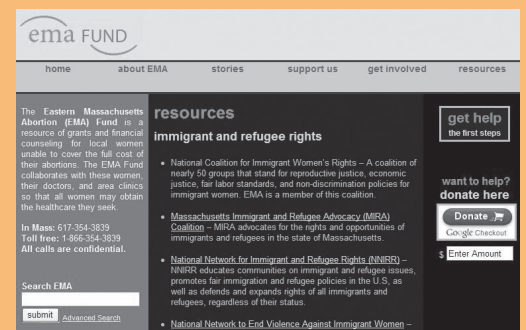 ema FUND
home about EMA stories support us get involved resources
The Eastern Massachusetts
Abortion (EMA) Fund is a
resource of grants and financial
counseling for local women
unable to cover the full cost of
their abortions. The EMA Fund
collaborates with these women,
their doctors, and area clinics
so that all women may obtain
the healthcare they seek.
In Mass: 617-354-3839
Toll free: 1-866-354-3839
All calls are confidential.
Search EMA
submit Advanced Search
resources
immigrant and refugee rights
• National Coalition for Immigrant Women's Rights – A coalition of
nearly 50 groups that stand for reproductive justice, economic
justice, fair labor standards, and non-discrimination policies for
immigrant women. EMA is a member of this coalition.
• Massachusetts Immigrant and Refugee Advocacy (MIRA)
Coalition – MIRA advocates for the rights and opportunities of
immigrants and refugees in the state of Massachusetts.
• National Network for Immigrant and Refugee Rights (NNIRR) –
NNIRR educates communities on immigrant and refugee issues,
promotes fair immigration and refugee policies in the U.S, as
well as defends and expands rights of all immigrants and
refugees, regardless of their status.
• National Network to End Violence Against Immigrant Women –
get help
the first steps
want to help?
donate here
Donate
Google Checkout
$ Enter Amount